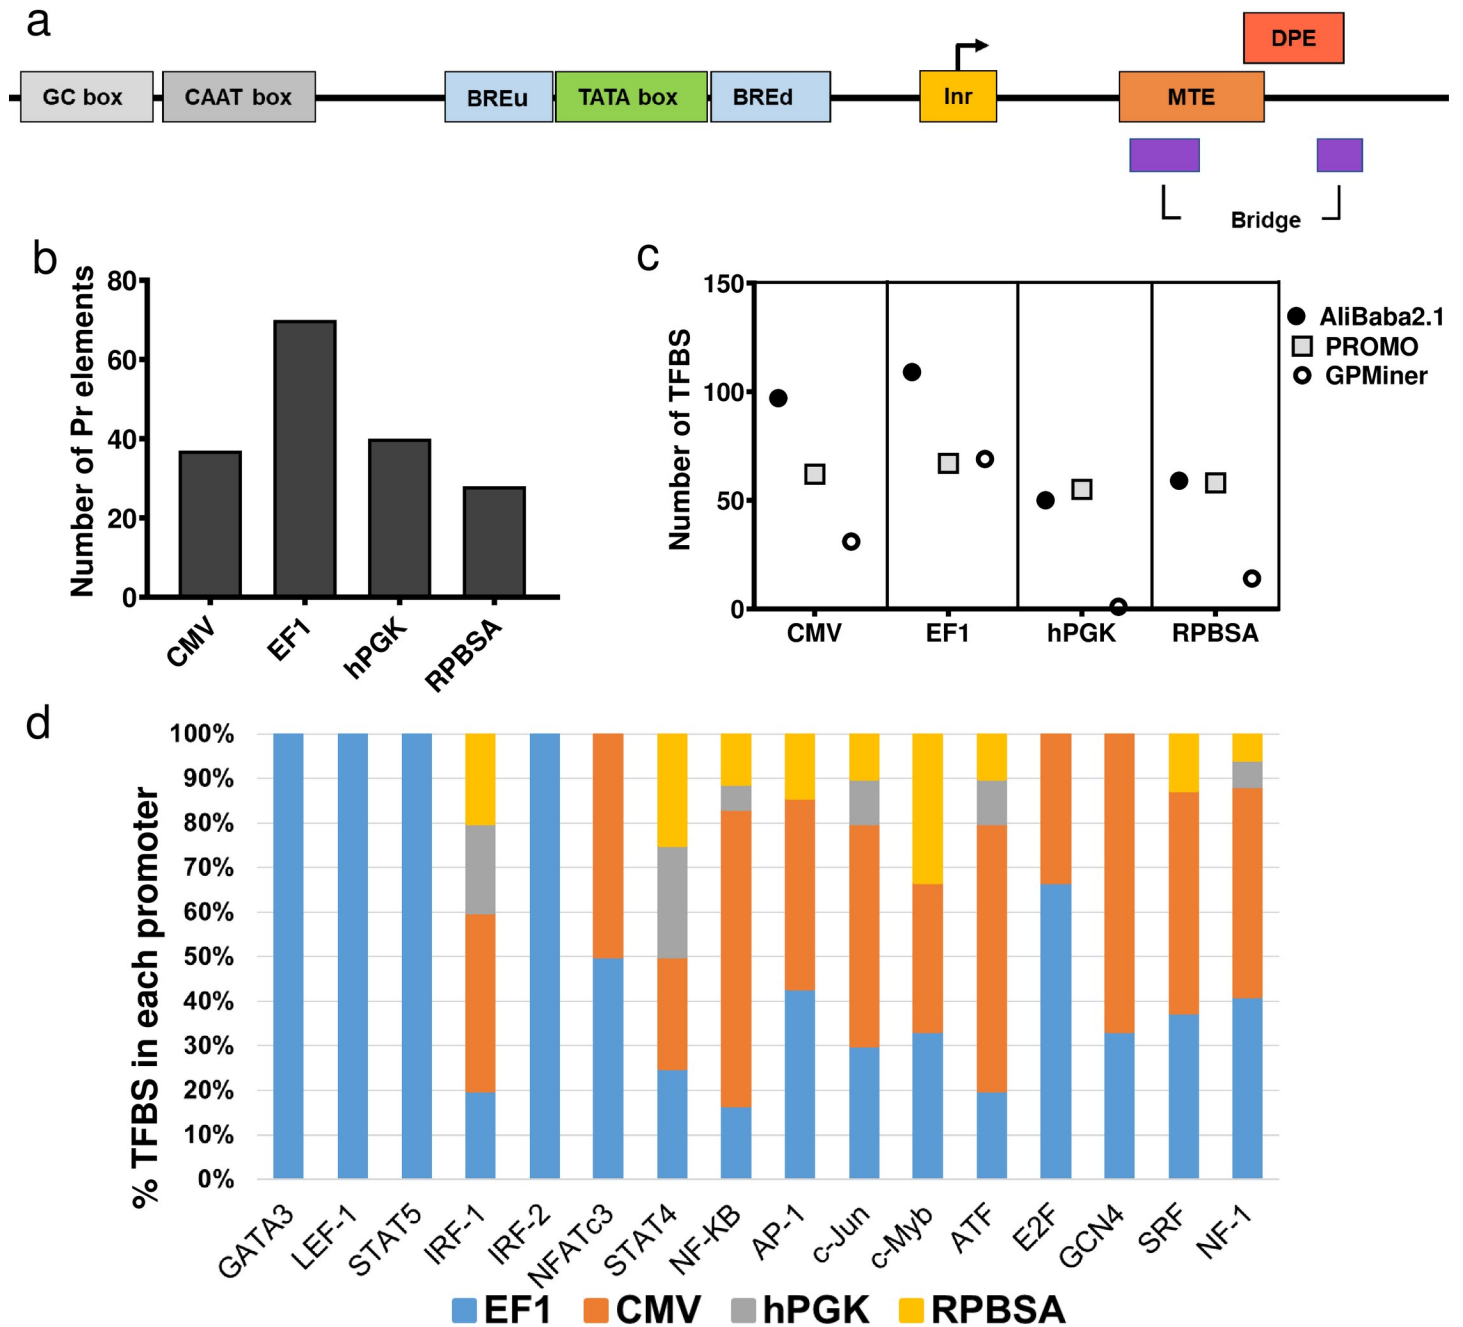 a
DPE
GC box CAAT box BREu TATA box BREd Inr MTE
Bridge
b
Number of Pr elements
80
60
40
20
0
CMV EF1 hPGK RPBSA
c
Number of TFBS
150
100
50
0
CMV EF1 hPGK RPBSA
AliBaba2.1
PROMO
GPMiner
d
% TFBS in each promoter
100%
90%
80%
70%
60%
50%
40%
30%
20%
10%
0%
GATA3 LEF-1 STAT5 IRF-1 IRF-2 NFATc3 STAT4 NF-KB AP-1 c-Jun c-Myb ATF E2F GCN4 SRF NF-1
EF1 CMV hPGK RPBSA